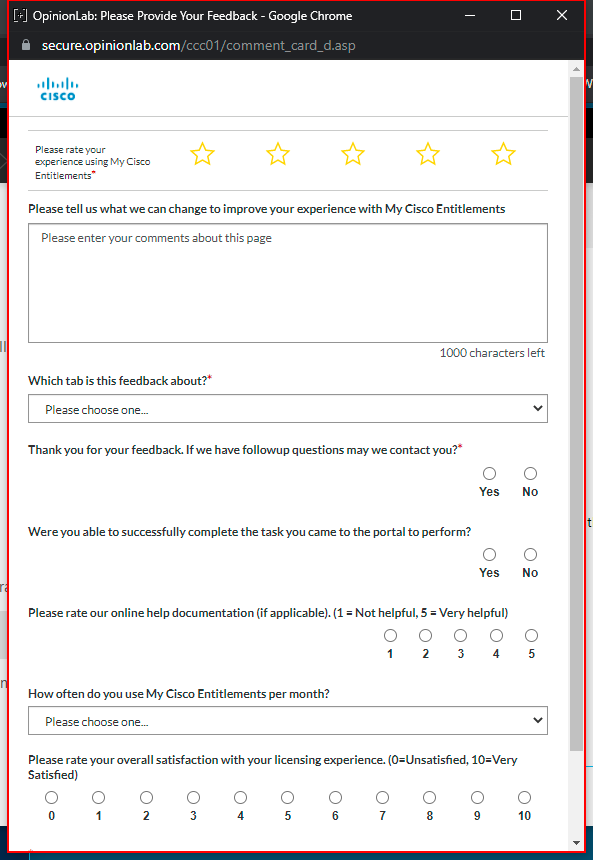 OpinionLab: Please Provide Your Feedback - Google Chrome
secure.opinionlab.com/ccc01/comment_card_d.asp
CISCO
Please rate your
experience using My Cisco
Entitlements*
Please tell us what we can change to improve your experience with My Cisco Entitlements
Please enter your comments about this page
1000 characters left
Which tab is this feedback about?*
Please choose one...
Thank you for your feedback. If we have followup questions may we contact you?*
Yes No
Were you able to successfully complete the task you came to the portal to perform?
Yes No
Please rate our online help documentation (if applicable). (1 = Not helpful, 5 = Very helpful)
1 2 3 4 5
How often do you use My Cisco Entitlements per month?
Please choose one...
Please rate your overall satisfaction with your licensing experience. (0=Unsatisfied, 10=Very
Satisfied)
0 1 2 3 4 5 6 7 8 9 10